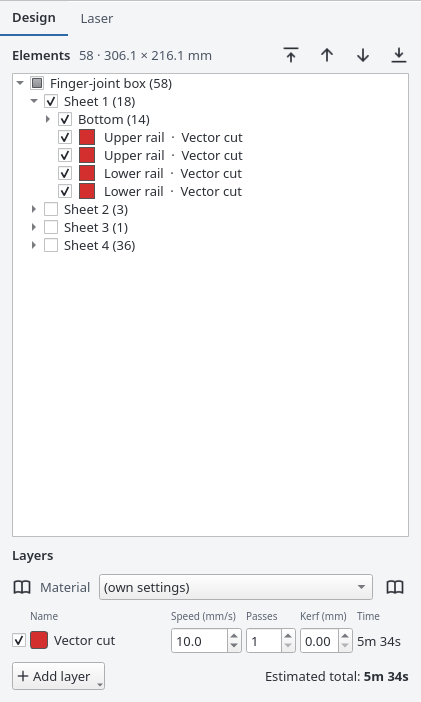 Design Laser
Elements 58 · 306.1 × 216.1 mm
Finger-joint box (58)
Sheet 1 (18)
Bottom (14)
Upper rail · Vector cut
Upper rail · Vector cut
Lower rail · Vector cut
Lower rail · Vector cut
Sheet 2 (3)
Sheet 3 (1)
Sheet 4 (36)
Layers
Material (own settings)
Name Speed (mm/s) Passes Kerf (mm) Time
Vector cut 10.0 1 0.00 5m 34s
+ Add layer Estimated total: 5m 34s